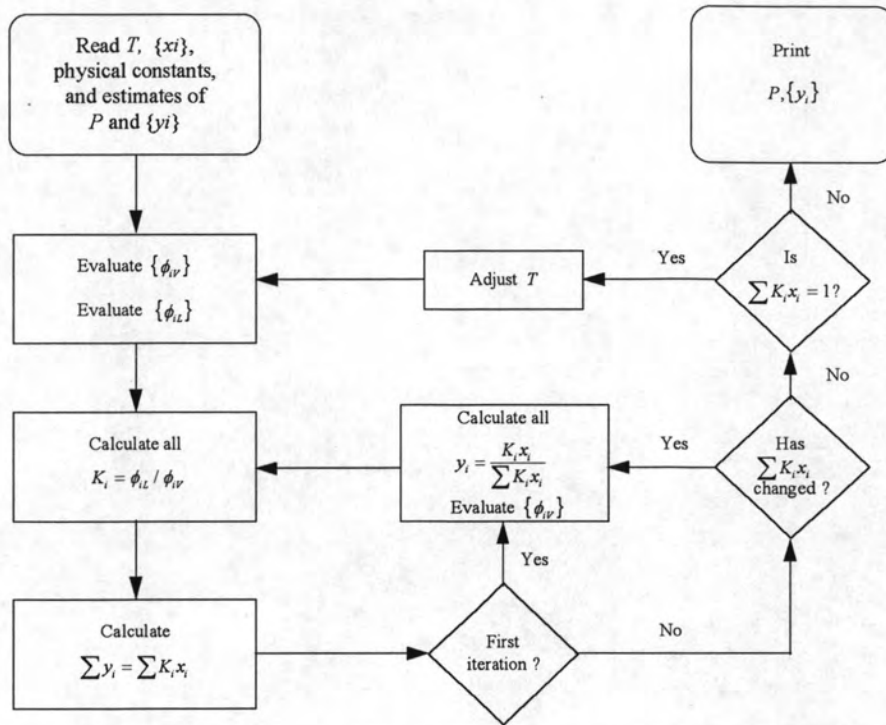 Read T, {xi},
physical constants,
and estimates of
P and {yi}
Evaluate {ϕ_iV}
Evaluate {ϕ_iL}
Calculate all
K_i = ϕ_iL / ϕ_iV
Calculate
∑ y_i = ∑ K_i x_i
First
iteration ?
Yes
No
Calculate all
y_i = K_i x_i / ∑ K_i x_i
Evaluate {ϕ_iV}
Yes
Has
∑ K_i x_i
changed ?
No
Is
∑ K_i x_i = 1?
Yes
Adjust T
No
Print
P, {y_i}